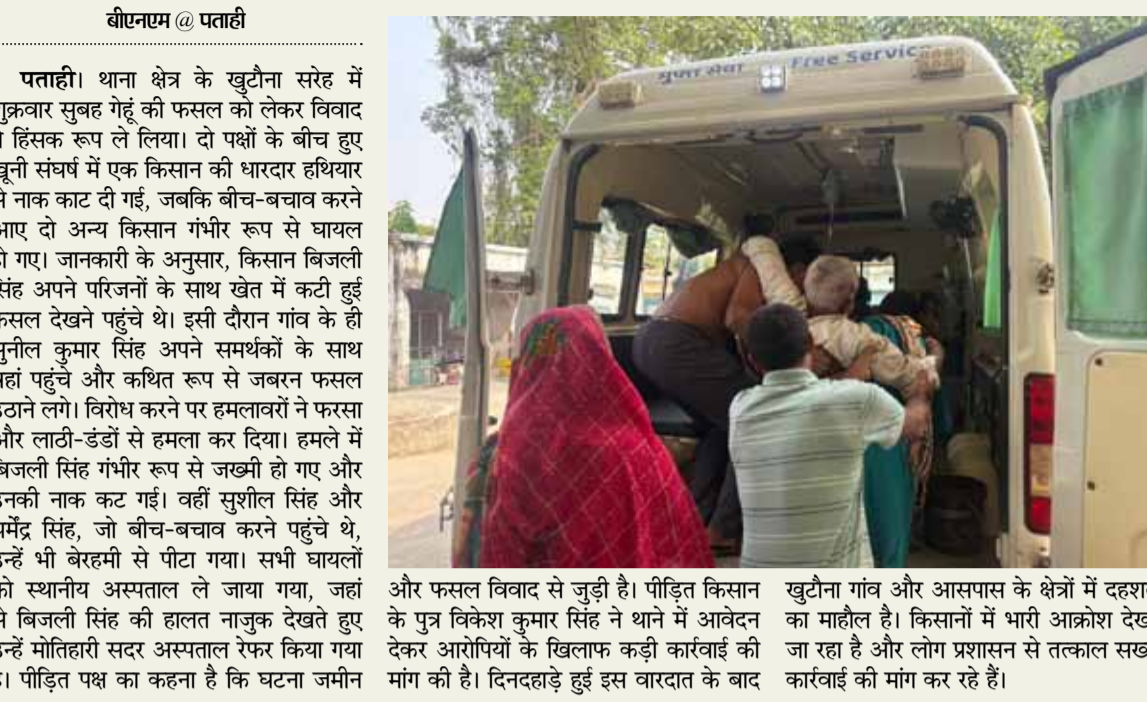 बीएनएम @ पताही
पताही। थाना क्षेत्र के खुटौना सरेह में
शुक्रवार सुबह गेहूं की फसल को लेकर विवाद
ने हिंसक रूप ले लिया। दो पक्षों के बीच हुए
खूनी संघर्ष में एक किसान की धारदार हथियार
से नाक काट दी गई, जबकि बीच-बचाव करने
आए दो अन्य किसान गंभीर रूप से घायल
हो गए। जानकारी के अनुसार, किसान बिजली
सिंह अपने परिजनों के साथ खेत में कटी हुई
फसल देखने पहुंचे थे। इसी दौरान गांव के ही
सुनील कुमार सिंह अपने समर्थकों के साथ
वहां पहुंचे और कथित रूप से जबरन फसल
उठाने लगे। विरोध करने पर हमलावरों ने फरसा
और लाठी-डंडों से हमला कर दिया। हमले में
बिजली सिंह गंभीर रूप से जख्मी हो गए और
उनकी नाक कट गई। वहीं सुशील सिंह और
धर्मेंद्र सिंह, जो बीच-बचाव करने पहुंचे थे,
उन्हें भी बेरहमी से पीटा गया। सभी घायलों
को स्थानीय अस्पताल ले जाया गया, जहां
से बिजली सिंह की हालत नाजुक देखते हुए
उन्हें मोतिहारी सदर अस्पताल रेफर किया गया
है। पीड़ित पक्ष का कहना है कि घटना जमीन
मुफ्त सेवा Free Servic
और फसल विवाद से जुड़ी है। पीड़ित किसान
के पुत्र विकेश कुमार सिंह ने थाने में आवेदन
देकर आरोपियों के खिलाफ कड़ी कार्रवाई की
मांग की है। दिनदहाड़े हुई इस वारदात के बाद
खुटौना गांव और आसपास के क्षेत्रों में दहशत
का माहौल है। किसानों में भारी आक्रोश देखा
जा रहा है और लोग प्रशासन से तत्काल सख्त
कार्रवाई की मांग कर रहे हैं।